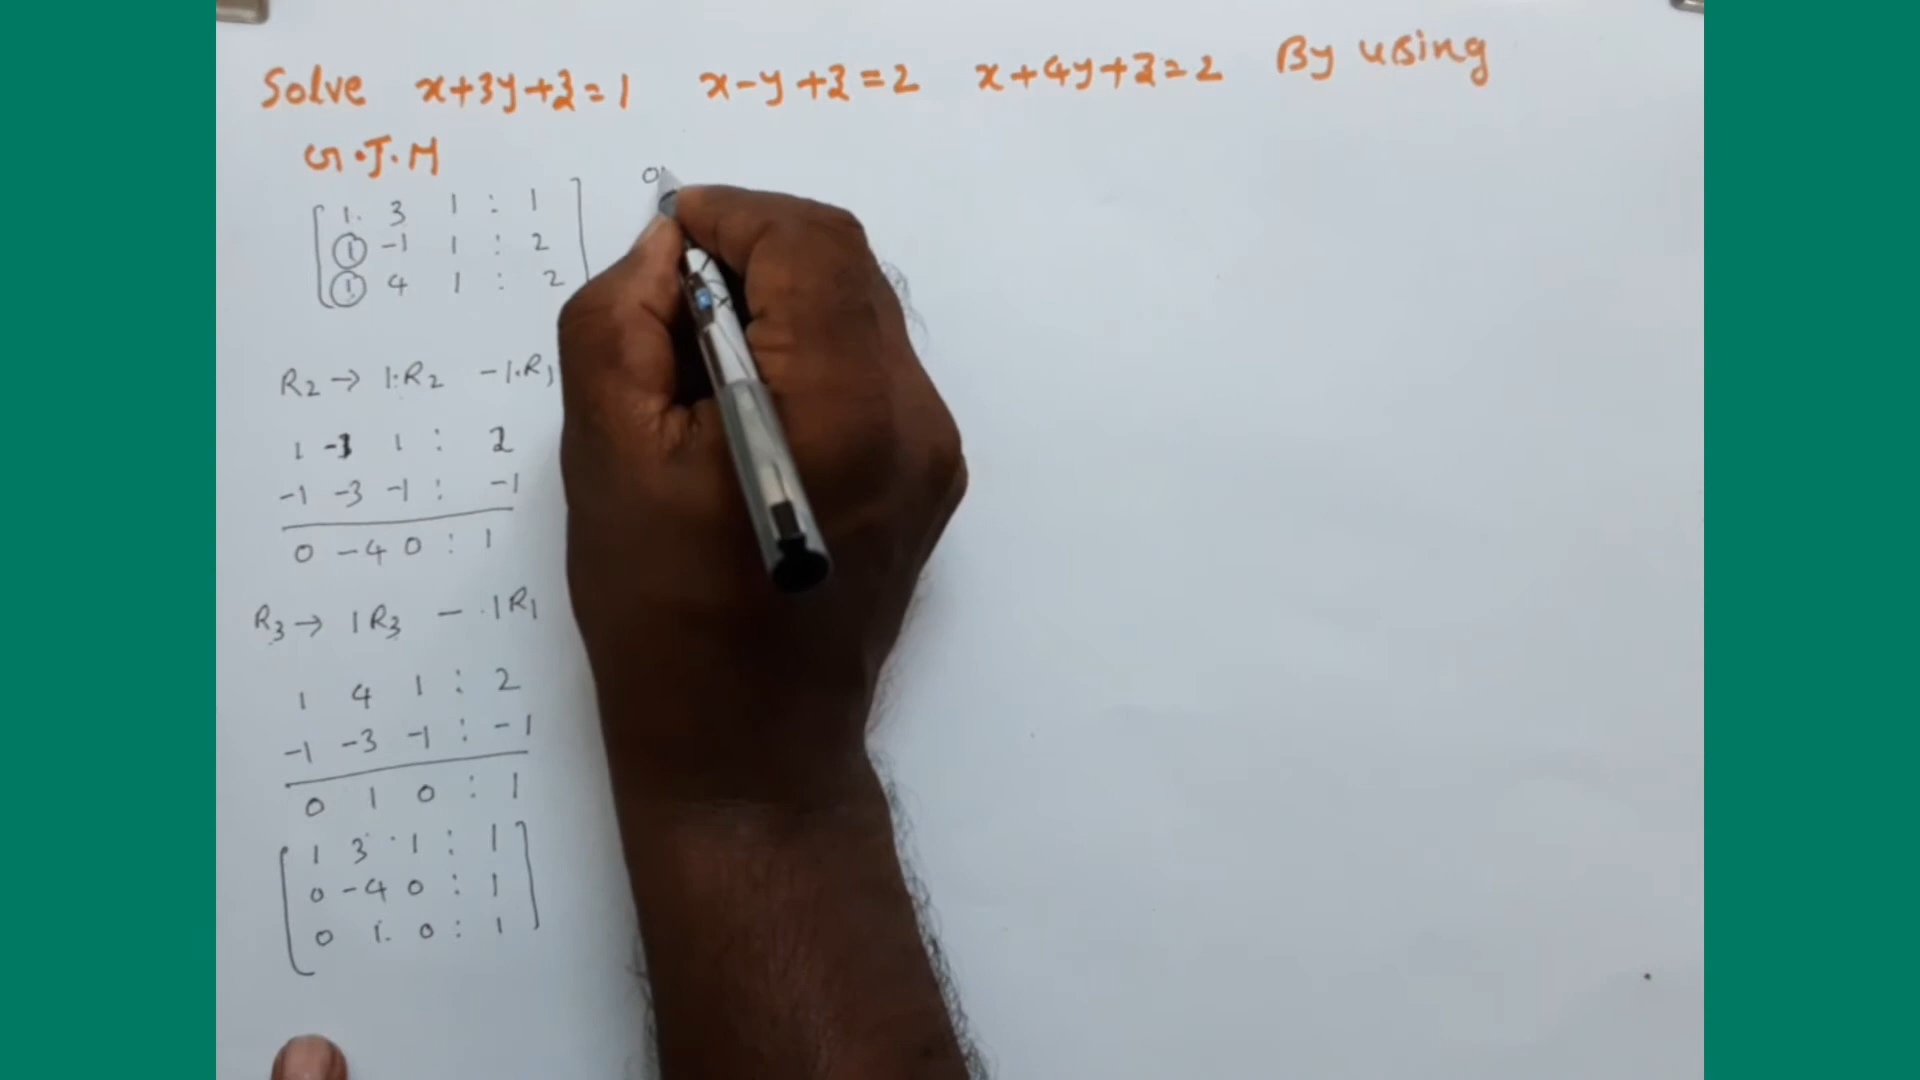 Solve x+3y+z=1 x-y+z=2 x+4y+z=2 By using
G.J.M
1. 3 1 : 1
1 -1 1 : 2
1 4 1 : 2
R2 → 1.R2 -1.R1
1 -3 1 : 2
-1 -3 -1 : -1
0 -4 0 : 1
R3 → 1R3 - .1R1
1 4 1 : 2
-1 -3 -1 : -1
0 1 0 : 1
1 3 1 : 1
0 -4 0 : 1
0 1. 0 : 1
0